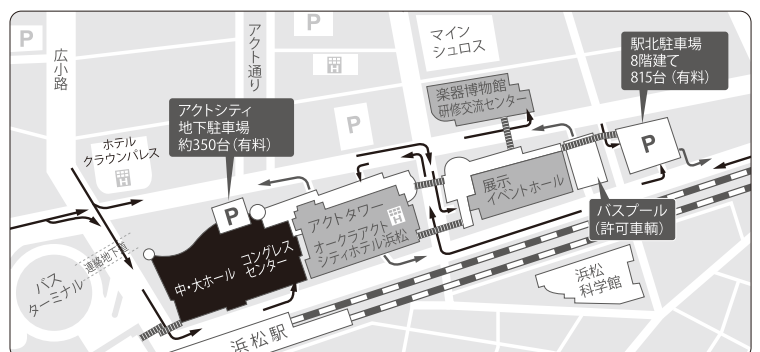 P
広小路
アクト通り
P
マイン
シュロス
駅北駐車場
8階建て
815台（有料）
楽器博物館
研修交流センター
アクトシティ
地下駐車場
約350台（有料）
P
P
ホテル
クラウンパレス
P
展示
イベントホール
アクトタワー
オークラアクト
シティホテル浜松
バスプール
（許可車輌）
コングレス
センター
中・大ホール
連絡地下道
バス
ターミナル
浜松
科学館
浜松駅